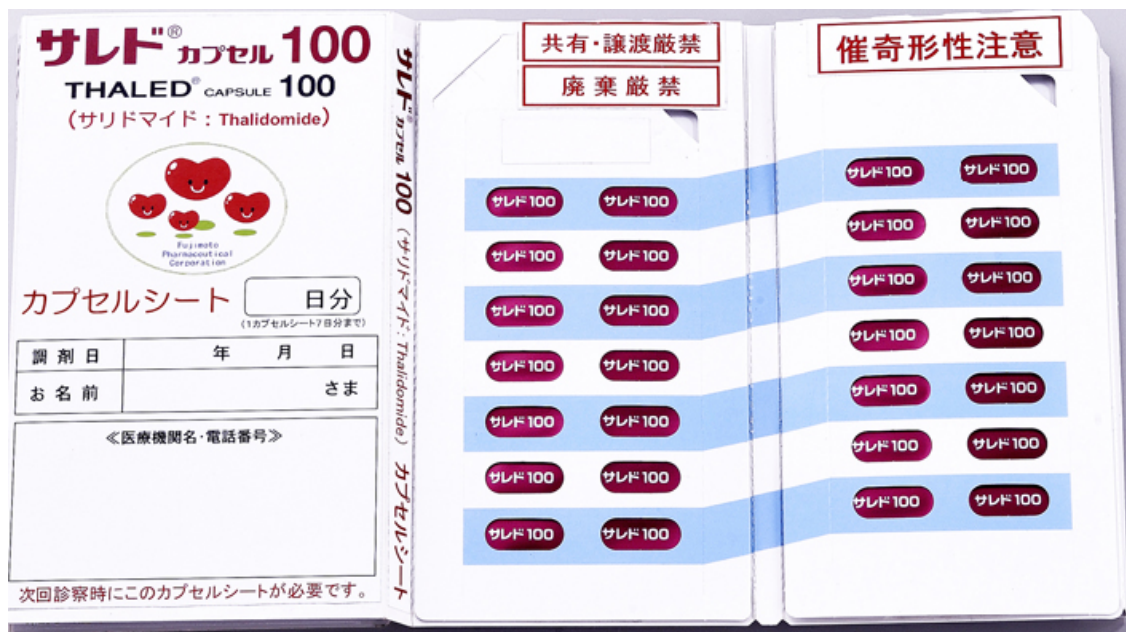 サレド® カプセル 100
THALED® CAPSULE 100
(サリドマイド：Thalidomide)
Fujimoto
Pharmaceutical
Corporation
カプセルシート 日分
(1カプセルシート7日分まで)
調剤日 年 月 日
お名前 さま
≪医療機関名・電話番号≫
次回診察時にこのカプセルシートが必要です。
サレド® カプセル 100 (サリドマイド：Thalidomide) カプセルシート
共有・譲渡厳禁
廃棄厳禁
サレド100 サレド100
サレド100 サレド100
サレド100 サレド100
サレド100 サレド100
サレド100 サレド100
サレド100 サレド100
サレド100 サレド100
催奇形性注意
サレド100 サレド100
サレド100 サレド100
サレド100 サレド100
サレド100 サレド100
サレド100 サレド100
サレド100 サレド100
サレド100 サレド100